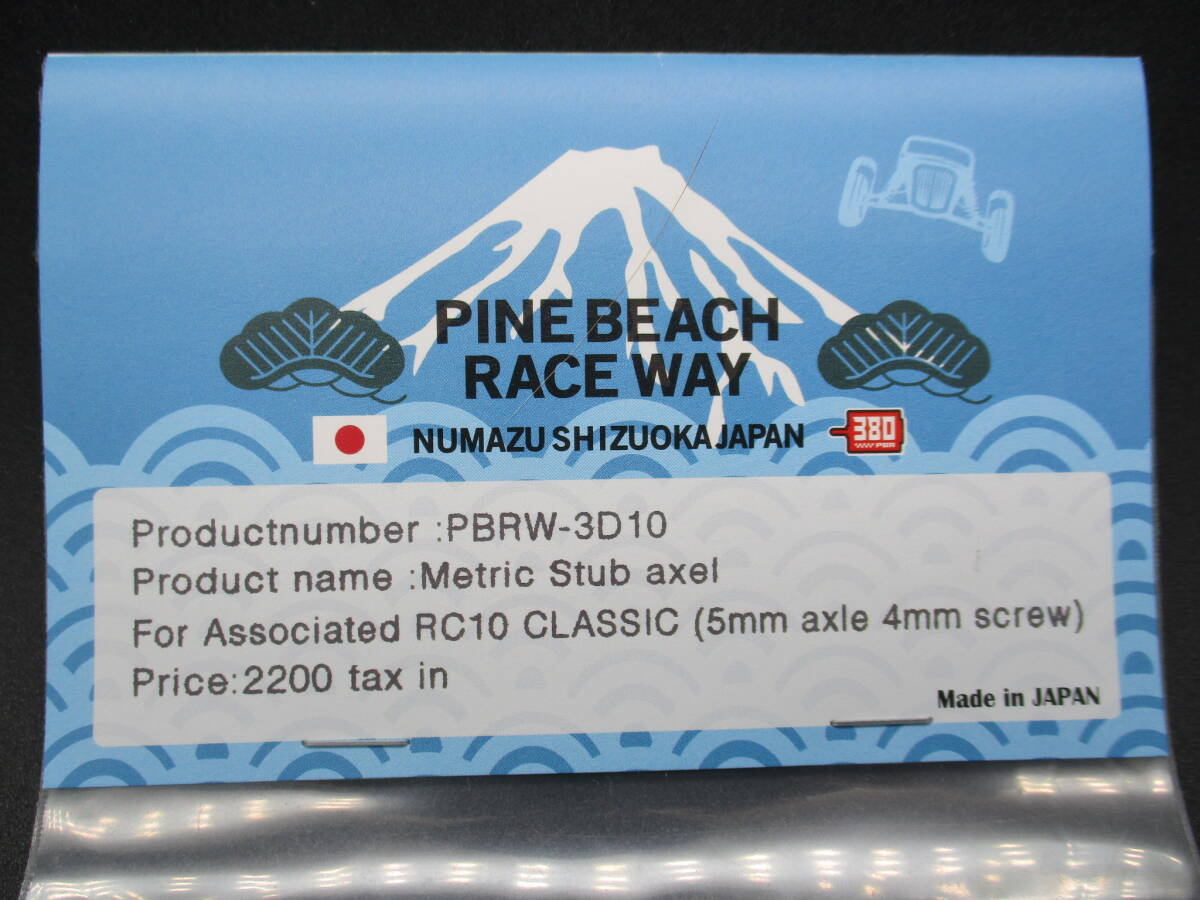 PINE BEACH
RACE WAY
NUMAZU SHIZUOKA JAPAN
380
PBR
Productnumber :PBRW-3D10
Product name :Metric Stub axel
For Associated RC10 CLASSIC (5mm axle 4mm screw)
Price:2200 tax in
Made in JAPAN